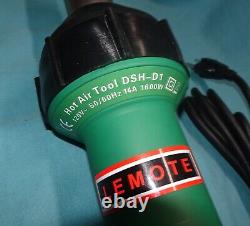 Hot Air Tool DSH-D1
120V~ 50/60Hz 14A 1600W
LEMOTE